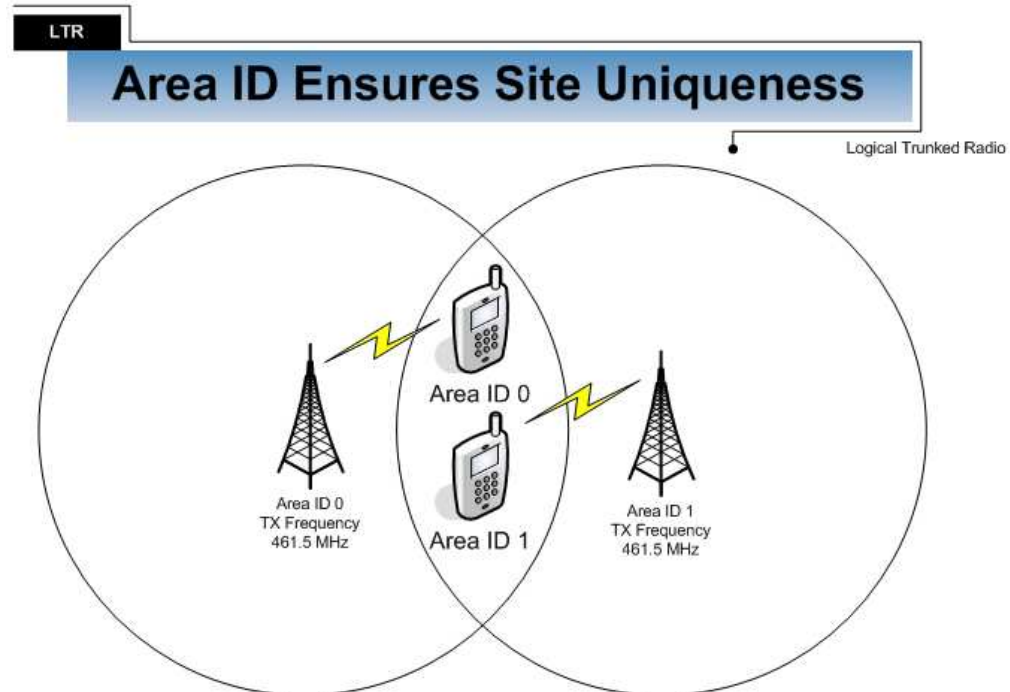 LTR
Area ID Ensures Site Uniqueness
Logical Trunked Radio
Area ID 0
Area ID 1
Area ID 0
TX Frequency
461.5 MHz
Area ID 1
TX Frequency
461.5 MHz